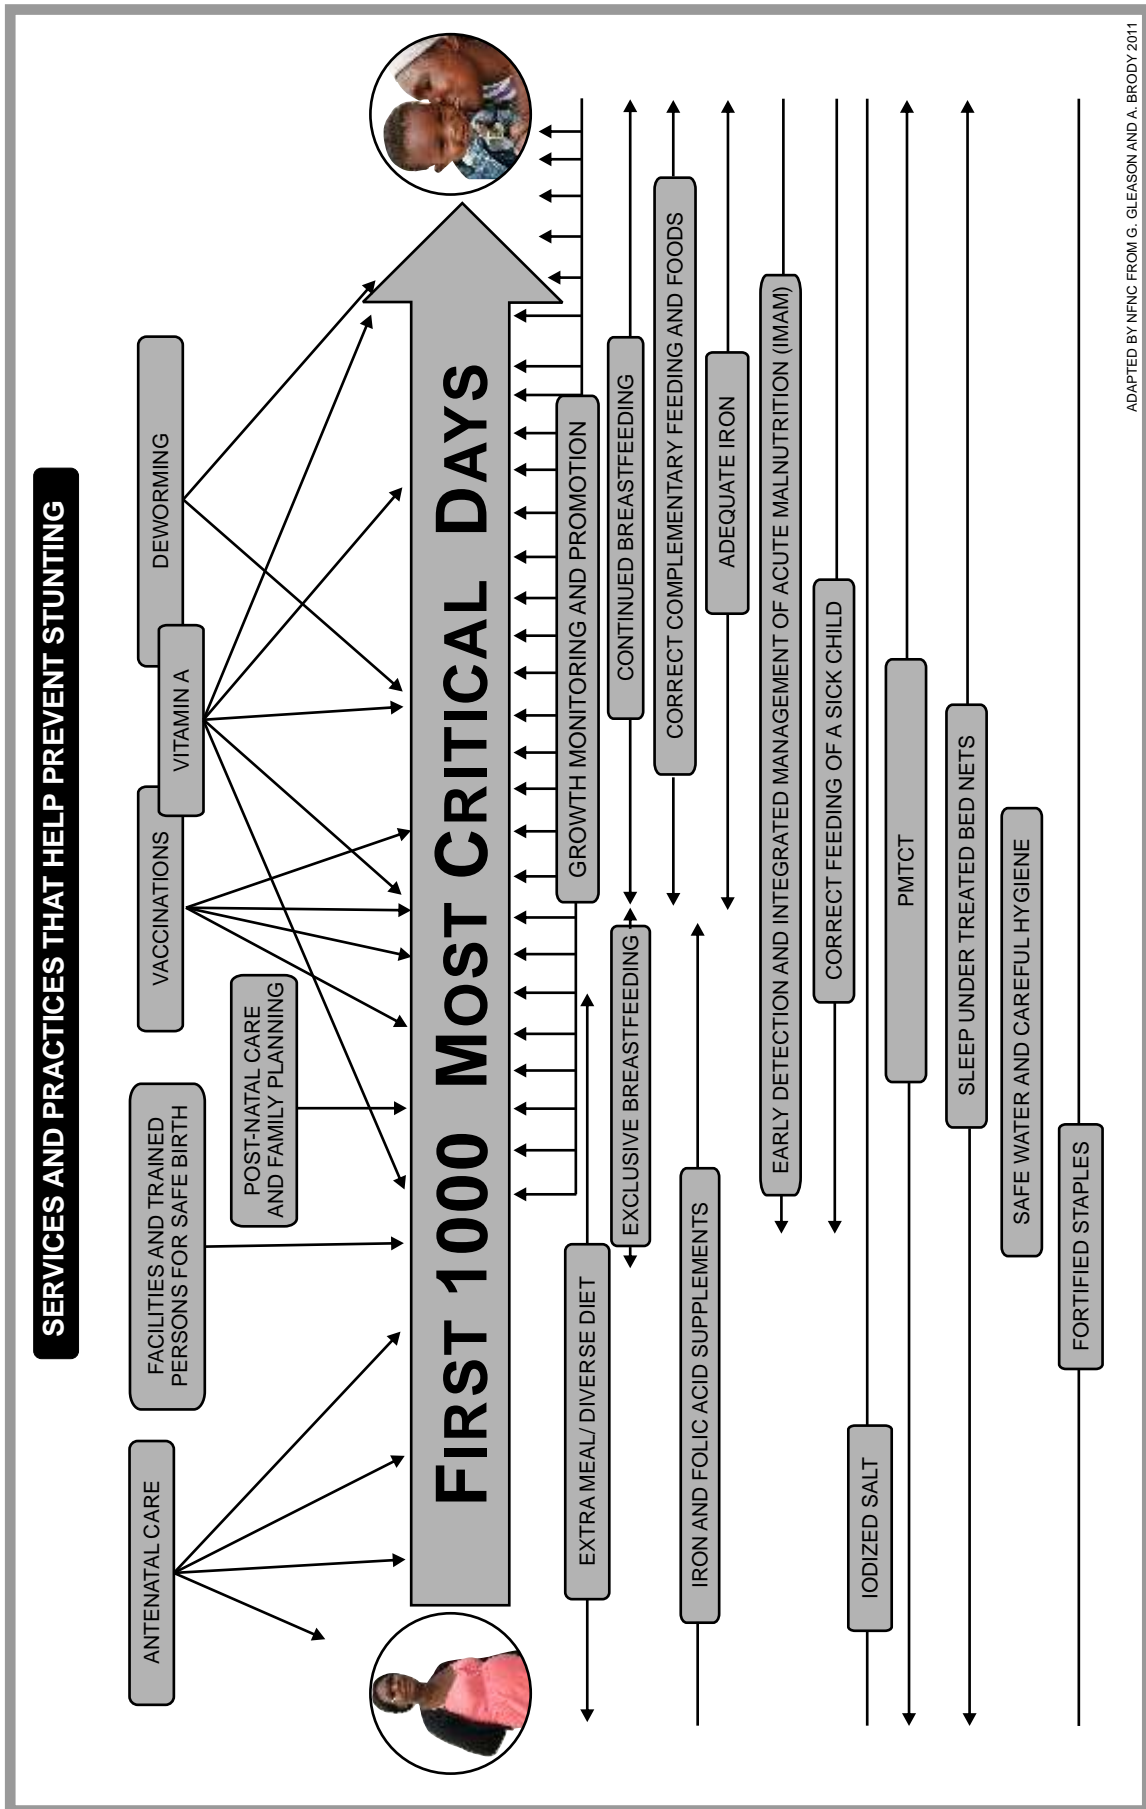 SERVICES AND PRACTICES THAT HELP PREVENT STUNTING
ANTENATAL CARE
FACILITIES AND TRAINED
PERSONS FOR SAFE BIRTH
POST-NATAL CARE
AND FAMILY PLANNING
VACCINATIONS
VITAMIN A
DEWORMING
FIRST 1000 MOST CRITICAL DAYS
GROWTH MONITORING AND PROMOTION
EXTRA MEAL/ DIVERSE DIET
EXCLUSIVE BREASTFEEDING
CONTINUED BREASTFEEDING
CORRECT COMPLEMENTARY FEEDING AND FOODS
IRON AND FOLIC ACID SUPPLEMENTS
ADEQUATE IRON
EARLY DETECTION AND INTEGRATED MANAGEMENT OF ACUTE MALNUTRITION (IMAM)
CORRECT FEEDING OF A SICK CHILD
IODIZED SALT
PMTCT
SLEEP UNDER TREATED BED NETS
SAFE WATER AND CAREFUL HYGIENE
FORTIFIED STAPLES
ADAPTED BY NFNC FROM G. GLEASON AND A. BRODY 2011